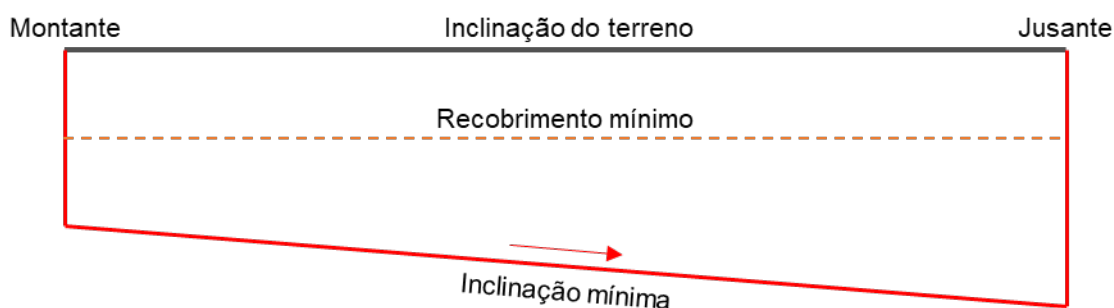 Montante
Inclinação do terreno
Jusante
Recobrimento mínimo
Inclinação mínima